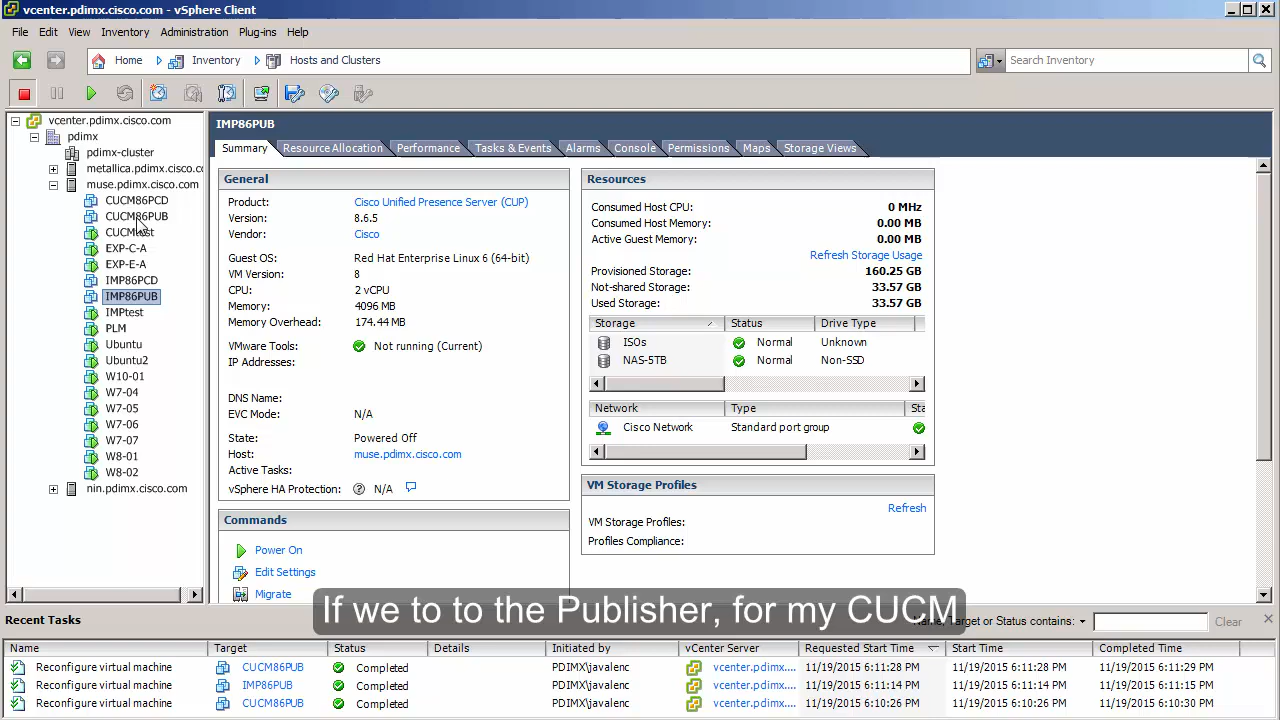 vcenter.pdimx.cisco.com - vSphere Client
File Edit View Inventory Administration Plug-ins Help
Home Inventory Hosts and Clusters
Search Inventory
vcenter.pdimx.cisco.com
pdimx
pdimx-cluster
metallica.pdimx.cisco.co
muse.pdimx.cisco.com
CUCM86PCD
CUCM86PUB
EXP-C-A
EXP-E-A
IMP86PCD
IMP86PUB
IMPtest
PLM
Ubuntu
Ubuntu2
W10-01
W7-04
W7-05
W7-06
W7-07
W8-01
W8-02
nin.pdimx.cisco.com
IMP86PUB
Summary Resource Allocation Performance Tasks & Events Alarms Console Permissions Maps Storage Views
General
Product: Cisco Unified Presence Server (CUP)
Version: 8.6.5
Vendor: Cisco
Guest OS: Red Hat Enterprise Linux 6 (64-bit)
VM Version: 8
CPU: 2 vCPU
Memory: 4096 MB
Memory Overhead: 174.44 MB
VMware Tools: Not running (Current)
IP Addresses:
DNS Name:
EVC Mode: N/A
State: Powered Off
Host: muse.pdimx.cisco.com
Active Tasks:
vSphere HA Protection: N/A
Commands
Power On
Edit Settings
Migrate
Resources
Consumed Host CPU: 0 MHz
Consumed Host Memory: 0.00 MB
Active Guest Memory: 0.00 MB
Refresh Storage Usage
Provisioned Storage: 160.25 GB
Not-shared Storage: 33.57 GB
Used Storage: 33.57 GB
Storage Status Drive Type
ISOs Normal Unknown
NAS-5TB Normal Non-SSD
Network Type Sta
Cisco Network Standard port group
VM Storage Profiles
Refresh
VM Storage Profiles:
Profiles Compliance:
If we to to the Publisher, for my CUCM
Recent Tasks
Name, Target or Status contains: Clear
Name Target Status Details Initiated by vCenter Server Requested Start Time Start Time Completed Time
Reconfigure virtual machine CUCM86PUB Completed PDIMX\javalenc vcenter.pdimx.... 11/19/2015 6:11:28 PM 11/19/2015 6:11:28 PM 11/19/2015 6:11:29 PM
Reconfigure virtual machine IMP86PUB Completed PDIMX\javalenc vcenter.pdimx.... 11/19/2015 6:11:14 PM 11/19/2015 6:11:14 PM 11/19/2015 6:11:15 PM
Reconfigure virtual machine CUCM86PUB Completed PDIMX\javalenc vcenter.pdimx.... 11/19/2015 6:10:26 PM 11/19/2015 6:10:26 PM 11/19/2015 6:10:30 PM